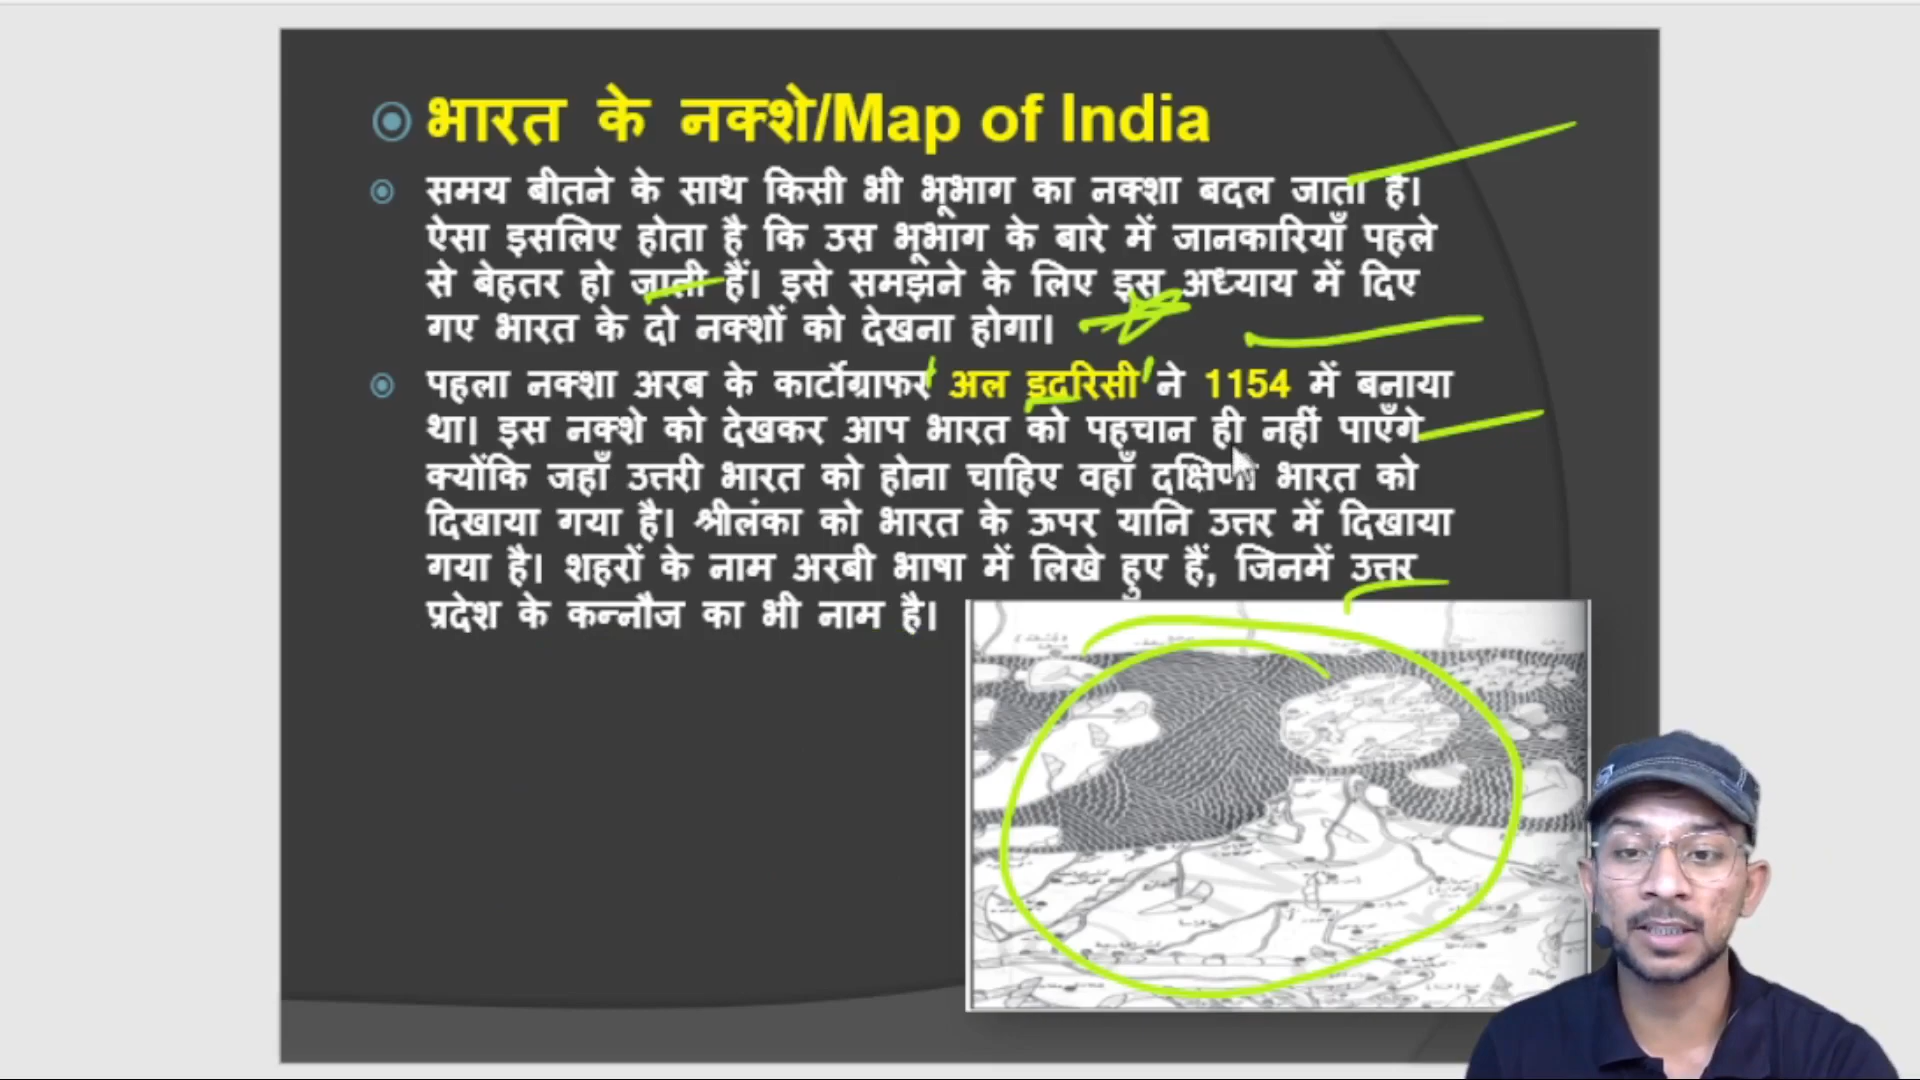 भारत के नक्शे/Map of India
समय बीतने के साथ किसी भी भूभाग का नक्शा बदल जाता है।
ऐसा इसलिए होता है कि उस भूभाग के बारे में जानकारियाँ पहले
से बेहतर हो जाती हैं। इसे समझने के लिए इस अध्याय में दिए
गए भारत के दो नक्शों को देखना होगा।
पहला नक्शा अरब के कार्टोग्राफर अल इदरिसी ने 1154 में बनाया
था। इस नक्शे को देखकर आप भारत को पहचान ही नहीं पाएँगे
क्योंकि जहाँ उत्तरी भारत को होना चाहिए वहाँ दक्षिणी भारत को
दिखाया गया है। श्रीलंका को भारत के ऊपर यानि उत्तर में दिखाया
गया है। शहरों के नाम अरबी भाषा में लिखे हुए हैं, जिनमें उत्तर
प्रदेश के कन्नौज का भी नाम है।